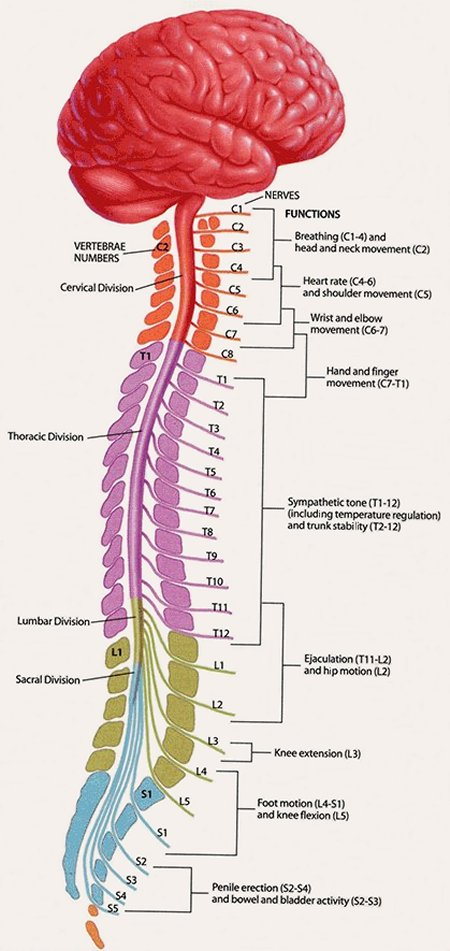 NERVES
C1
FUNCTIONS
C2
VERTEBRAE
NUMBERS
C2
Breathing (C1-4) and
head and neck movement (C2)
C3
C4
Cervical Division
Heart rate (C4-6)
and shoulder movement (C5)
C5
C6
Wrist and elbow
movement (C6-7)
C7
C8
T1
Hand and finger
movement (C7-T1)
T1
T2
T3
Thoracic Division
T4
T5
T6
T7
Sympathetic tone (T1-12)
(including temperature regulation)
and trunk stability (T2-12)
T8
T9
T10
T11
Lumbar Division
T12
L1
L1
Ejaculation (T11-L2)
and hip motion (L2)
Sacral Division
L2
L3
Knee extension (L3)
L4
S1
L5
Foot motion (L4-S1)
and knee flexion (L5)
S1
S2
S3
Penile erection (S2-S4)
and bowel and bladder activity (S2-S3)
S4
S5